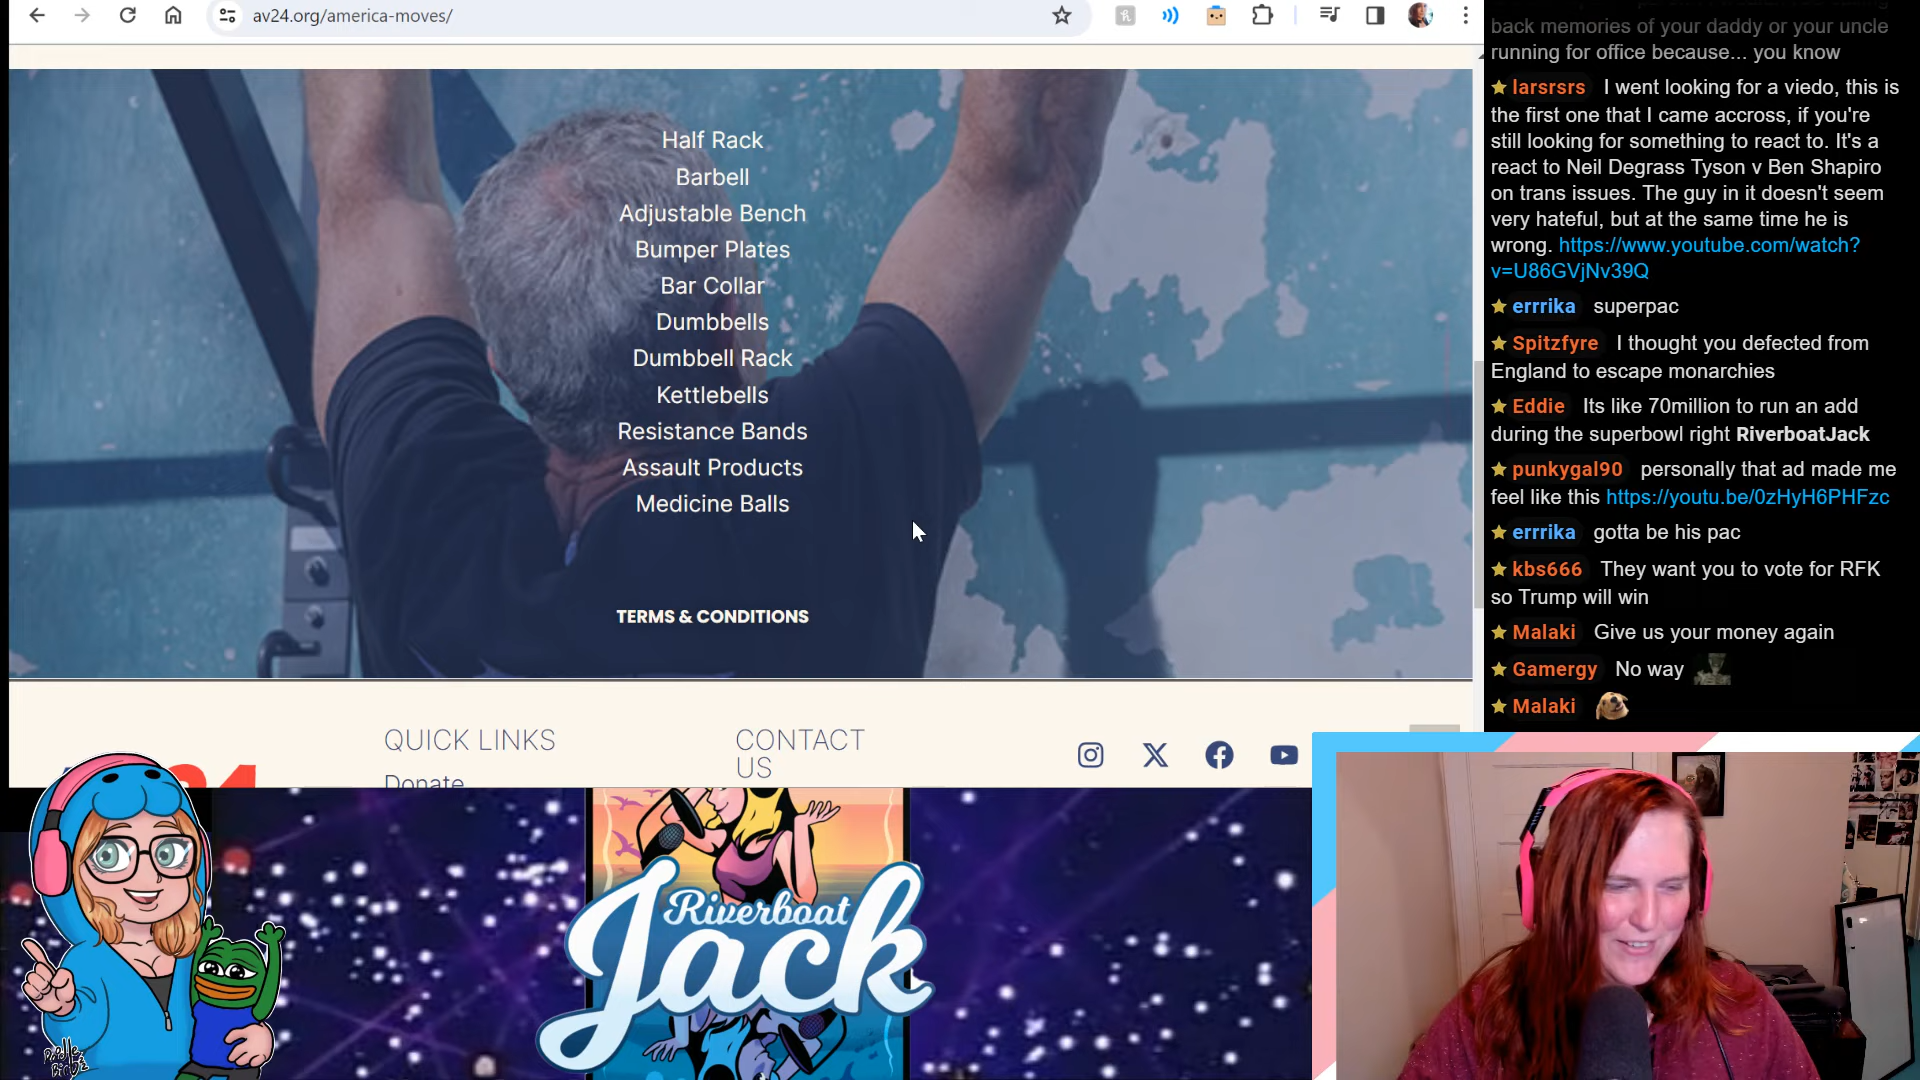 av24.org/america-moves/
Half Rack
Barbell
Adjustable Bench
Bumper Plates
Bar Collar
Dumbbells
Dumbbell Rack
Kettlebells
Resistance Bands
Assault Products
Medicine Balls
TERMS & CONDITIONS
QUICK LINKS
Donate
CONTACT
US
back memories of your daddy or your uncle
running for office because... you know
larsrsrs I went looking for a viedo, this is
the first one that I came accross, if you're
still looking for something to react to. It's a
react to Neil Degrass Tyson v Ben Shapiro
on trans issues. The guy in it doesn't seem
very hateful, but at the same time he is
wrong. https://www.youtube.com/watch?
v=U86GVjNv39Q
errrika superpac
Spitzfyre I thought you defected from
England to escape monarchies
Eddie Its like 70million to run an add
during the superbowl right RiverboatJack
punkygal90 personally that ad made me
feel like this https://youtu.be/0zHyH6PHFzc
errrika gotta be his pac
kbs666 They want you to vote for RFK
so Trump will win
Malaki Give us your money again
Gamergy No way
Malaki
Riverboat
Jack